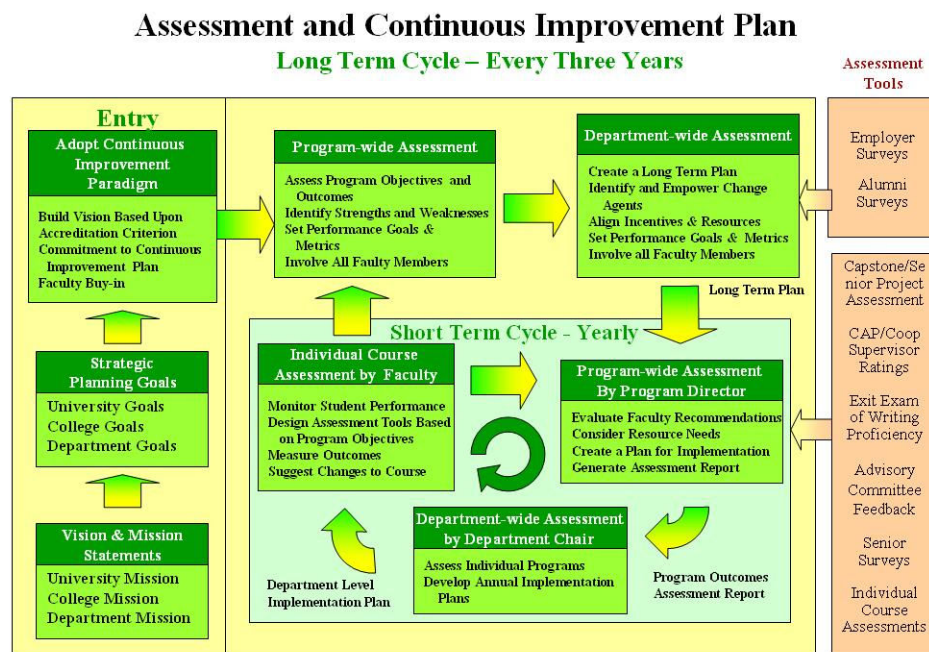 Assessment and Continuous Improvement Plan
Long Term Cycle – Every Three Years
Assessment
Tools
Entry
Adopt Continuous
Improvement
Paradigm
Build Vision Based Upon
Accreditation Criterion
Commitment to Continuous
Improvement Plan
Faculty Buy-in
Strategic
Planning Goals
University Goals
College Goals
Department Goals
Vision & Mission
Statements
University Mission
College Mission
Department Mission
Program-wide Assessment
Assess Program Objectives and
Outcomes
Identify Strengths and Weaknesses
Set Performance Goals &
Metrics
Involve All Faulty Members
Department-wide Assessment
Create a Long Term Plan
Identify and Empower Change
Agents
Align Incentives & Resources
Set Performance Goals & Metrics
Involve all Faculty Members
Long Term Plan
Short Term Cycle - Yearly
Individual Course
Assessment by Faculty
Monitor Student Performance
Design Assessment Tools Based
on Program Objectives
Measure Outcomes
Suggest Changes to Course
Program-wide Assessment
By Program Director
Evaluate Faculty Recommendations
Consider Resource Needs
Create a Plan for Implementation
Generate Assessment Report
Department-wide Assessment
by Department Chair
Assess Individual Programs
Develop Annual Implementation
Plans
Department Level
Implementation Plan
Program Outcomes
Assessment Report
Employer
Surveys
Alumni
Surveys
Capstone/Se
nior Project
Assessment
CAP/Coop
Supervisor
Ratings
Exit Exam
of Writing
Proficiency
Advisory
Committee
Feedback
Senior
Surveys
Individual
Course
Assessments